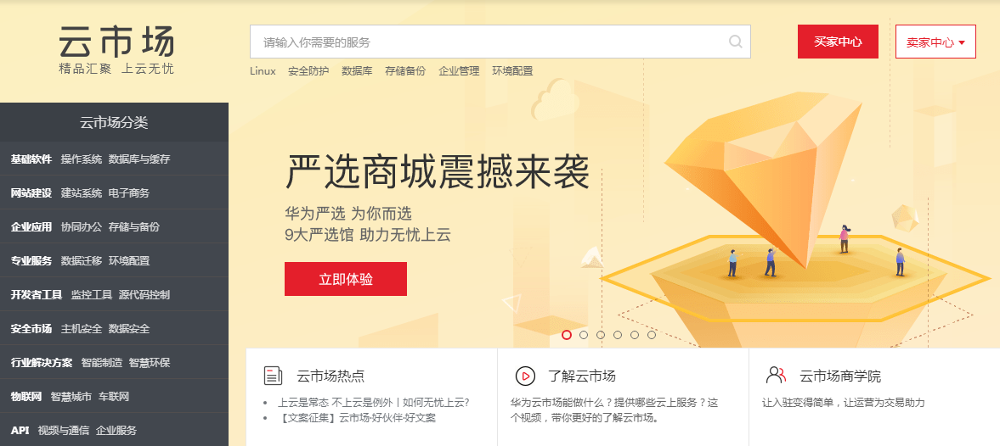 云市场
精品汇聚 上云无忧
请输入你需要的服务
买家中心
卖家中心
Linux 安全防护 数据库 存储备份 企业管理 环境配置
云市场分类
基础软件 操作系统 数据库与缓存
网站建设 建站系统 电子商务
企业应用 协同办公 存储与备份
专业服务 数据迁移 环境配置
开发者工具 监控工具 源代码控制
安全市场 主机安全 数据安全
行业解决方案 智能制造 智慧环保
物联网 智慧城市 车联网
API 视频与通信 企业服务
严选商城震撼来袭
华为严选 为你而选
9大严选馆 助力无忧上云
立即体验
云市场热点
上云是常态 不上云是例外丨如何无忧上云?
【文案征集】云市场·好伙伴·好文案
了解云市场
华为云市场能做什么？提供哪些云上服务？这
个视频，带你更好的了解云市场。
云市场商学院
让入驻变得简单，让运营为交易助力